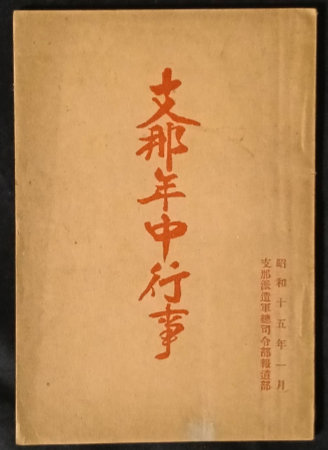 支那年中行事
昭和十五年一月
支那派遣軍總司令部報道部